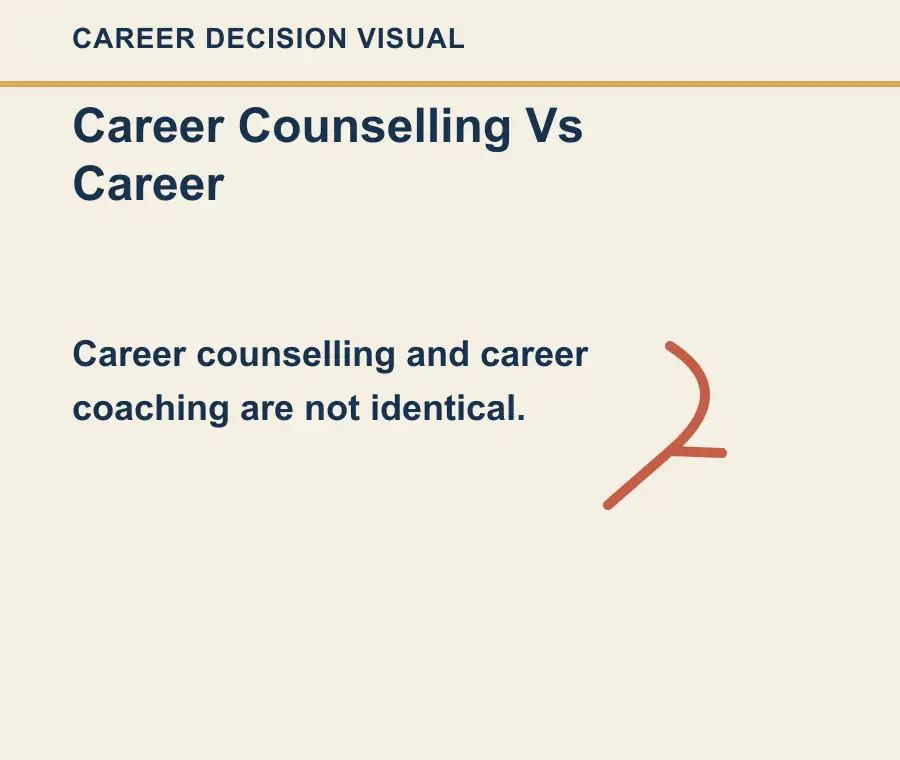 CAREER DECISION VISUAL
Career Counselling Vs
Career
Career counselling and career
coaching are not identical.